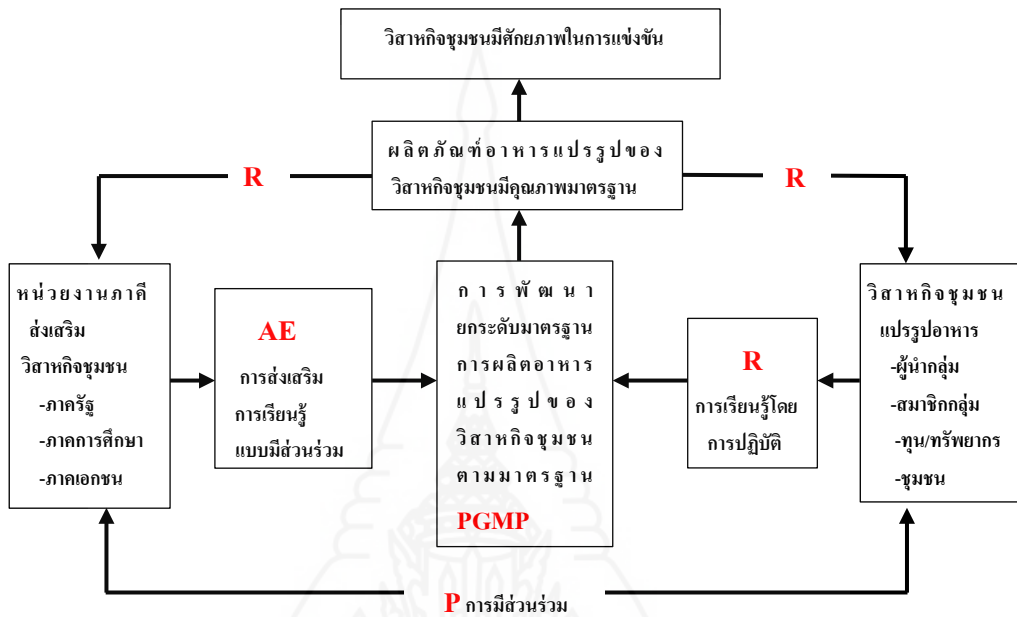 วิสาหกิจชุมชนมีศักยภาพในการแข่งขัน
ผลิตภัณฑ์อาหารแปรรูปของ
วิสาหกิจชุมชนมีคุณภาพมาตรฐาน
R
R
หน่วยงานภาคี
ส่งเสริม
วิสาหกิจชุมชน
-ภาครัฐ
-ภาคการศึกษา
-ภาคเอกชน
AE
การส่งเสริม
การเรียนรู้
แบบมีส่วนร่วม
การพัฒนา
ยกระดับมาตรฐาน
การผลิตอาหาร
แปรรูปของ
วิสาหกิจชุมชน
ตามมาตรฐาน
PGMP
R
การเรียนรู้โดย
การปฏิบัติ
วิสาหกิจชุมชน
แปรรูปอาหาร
-ผู้นำกลุ่ม
-สมาชิกกลุ่ม
-ทุน/ทรัพยากร
-ชุมชน
P การมีส่วนร่วม